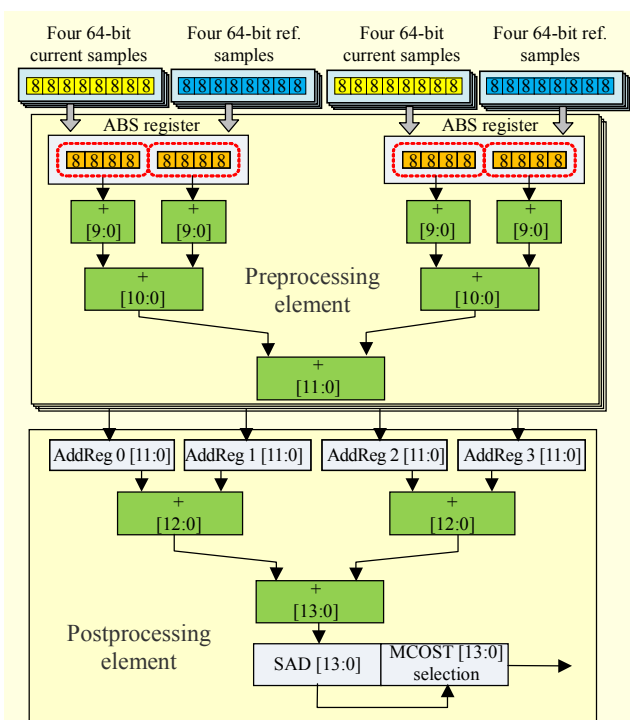 Four 64-bit current samples
Four 64-bit ref. samples
Four 64-bit current samples
Four 64-bit ref. samples
8 8 8 8 8 8 8 8
8 8 8 8 8 8 8 8
8 8 8 8 8 8 8 8
8 8 8 8 8 8 8 8
ABS register
ABS register
8 8 8 8
8 8 8 8
8 8 8 8
8 8 8 8
+
[9:0]
+
[9:0]
+
[9:0]
+
[9:0]
+
[10:0]
Preprocessing
element
+
[10:0]
+
[11:0]
AddReg 0 [11:0]
AddReg 1 [11:0]
AddReg 2 [11:0]
AddReg 3 [11:0]
+
[12:0]
+
[12:0]
+
[13:0]
Postprocessing
element
SAD [13:0]
MCOST [13:0]
selection